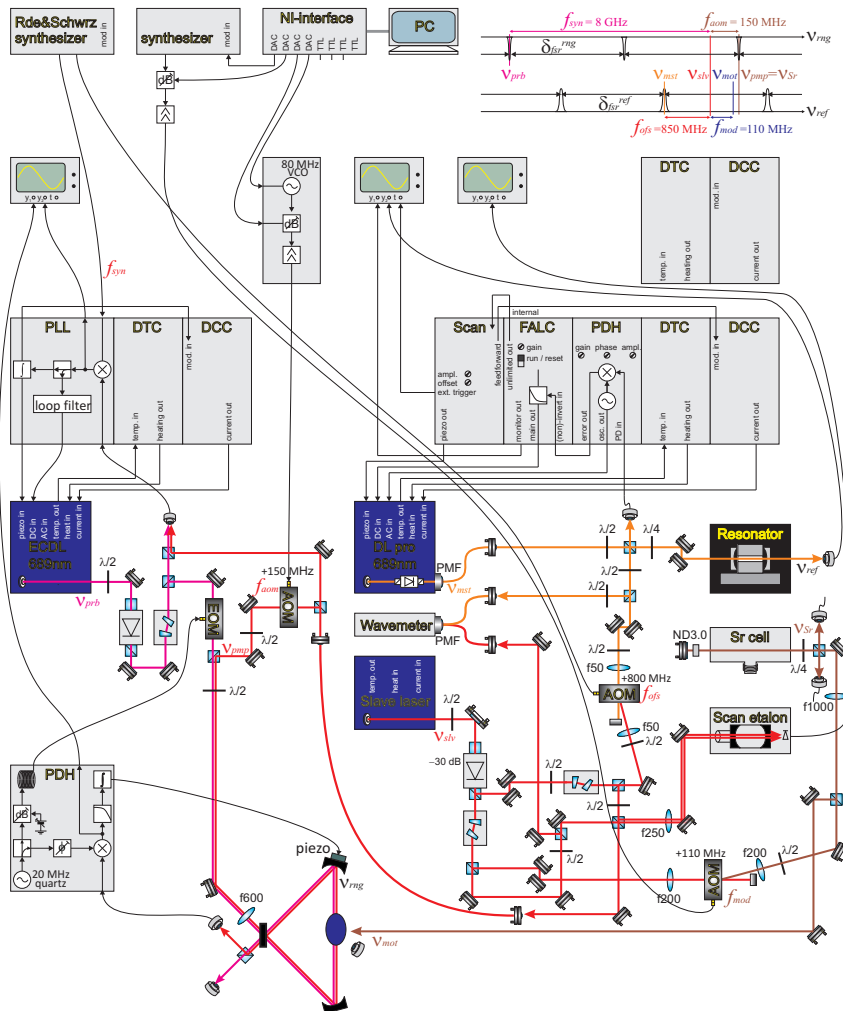 Rde&Schwrz
synthesizer
mod in
synthesizer
mod in
NI-interface
DAC
DAC
DAC
DAC
TTL
TTL
TTL
TTL
PC
f_syn = 8 GHz
f_aom = 150 MHz
δ_fsr^rng
ν_rng
ν_prb
ν_mst
ν_slv
ν_mot
ν_pmp=ν_Sr
δ_fsr^ref
ν_ref
f_ofs =850 MHz
f_mod =110 MHz
dB
80 MHz
VCO
dB
y₁ y₂ t
y₁ y₂ t
y₁ y₂ t
DTC
DCC
mod. in
temp. in
heating out
current out
f_syn
PLL
DTC
DCC
mod. in
∫
loop filter
temp. in
heating out
current out
Scan
FALC
PDH
DTC
DCC
internal
feedforward
unlimited out
gain
run / reset
gain phase ampl.
mod. in
ampl.
offset
ext. trigger
piezo out
monitor out
main out
(non)-invert in
error out
osc. out
PD in
temp. in
heating out
current out
piezo in
DC in
AC in
temp. out
heat in
current in
ECDL
689nm
λ/2
ν_prb
+150 MHz
f_aom
AOM
EOM
ν_pmp
λ/2
λ/2
piezo in
DC in
AC in
temp. out
heat in
current in
DL pro
689nm
PMF
ν_mst
λ/2
λ/4
λ/2
λ/2
Resonator
ν_ref
Wavemeter
PMF
ND3.0
Sr cell
ν_Sr
λ/4
f1000
λ/2
f50
+800 MHz
AOM
f_ofs
temp. out
heat in
current in
Slave laser
λ/2
ν_slv
f50
λ/2
Scan etalon
−30 dB
λ/2
λ/2
f250
λ/2
λ/2
+110 MHz
AOM
f200
f200
λ/2
f_mod
PDH
∫
dB
20 MHz
quartz
piezo
ν_rng
f600
ν_mot